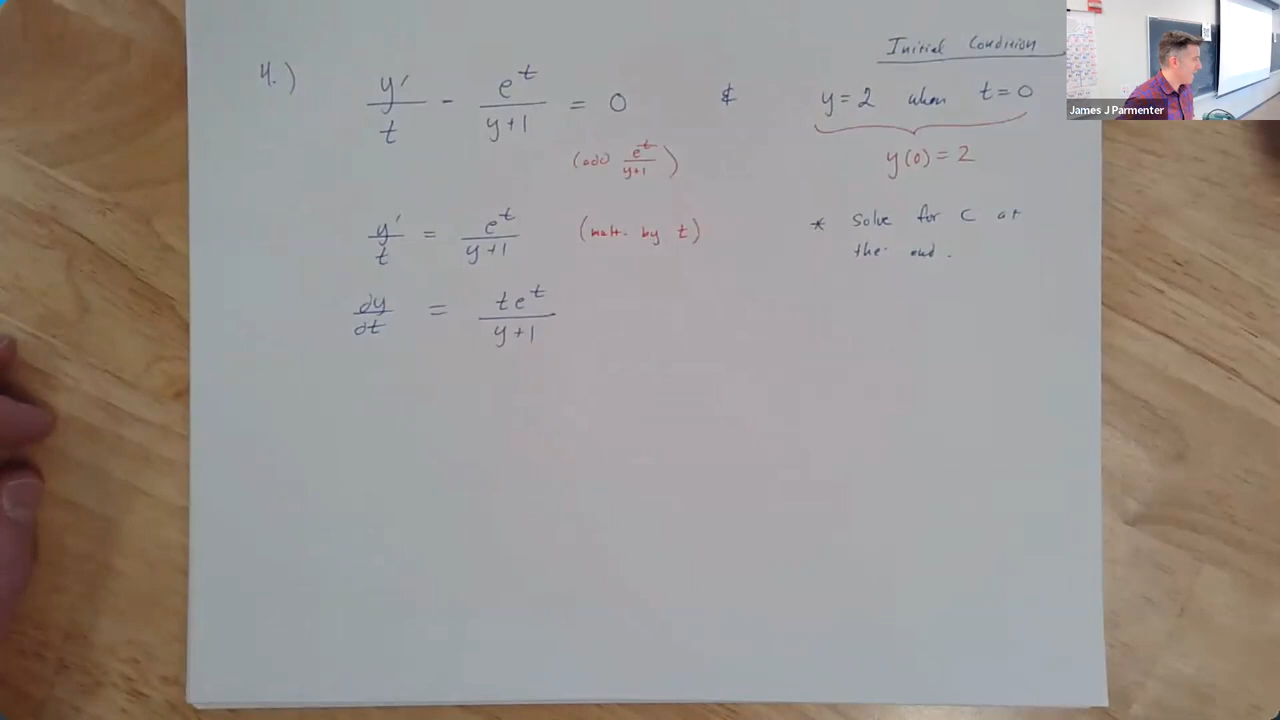 Initial Condition
4.) y'/t - e^t/(y+1) = 0 & y=2 when t=0
(add e^t/(y+1)) y(0) = 2
y'/t = e^t/(y+1) (mult. by t) * Solve for C at
the end.
dy/dt = te^t/(y+1)
James J Parmenter